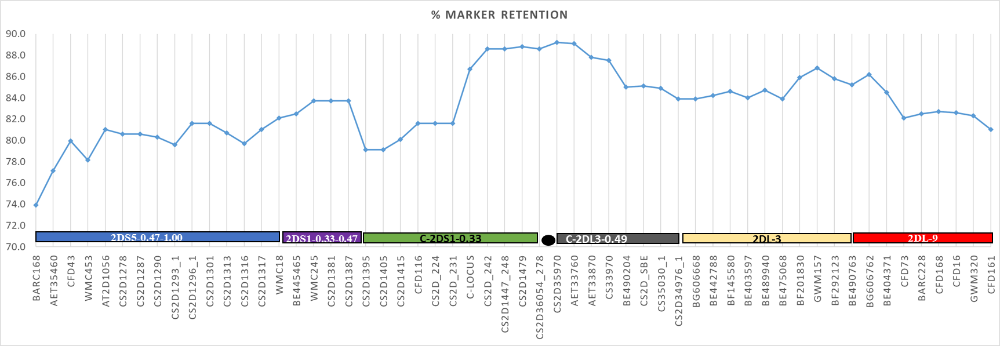 % MARKER RETENTION
90.0
88.0
86.0
84.0
82.0
80.0
78.0
76.0
74.0
72.0
70.0
2DS5-0.47-1.00
2DS1-0.33-0.47
C-2DS1-0.33
C-2DL3-0.49
2DL-3
2DL-9
BARC168
AET35460
CFD43
WMC453
AT2D1056
CS2D1278
CS2D1287
CS2D1290
CS2D1293_1
CS2D1296_1
CS2D1301
CS2D1313
CS2D1316
CS2D1317
WMC18
BE445465
WMC245
CS2D1381
CS2D1387
CS2D1395
CS2D1405
CS2D1415
CFD116
CS2D_224
CS2D_231
C-LOCUS
CS2D_242
CS2D1447_248
CS2D1479
CS2D36054_278
CS2D35970
AET33760
AET33870
CS33970
BE490204
CS2D_SBE
CS35030_1
CS2D34976_1
BG606668
BE442788
BF145580
BE403597
BE489940
BE475068
BF201830
GWM157
BF292123
BE490763
BG606762
BE404371
CFD73
BARC228
CFD168
CFD16
GWM320
CFD161